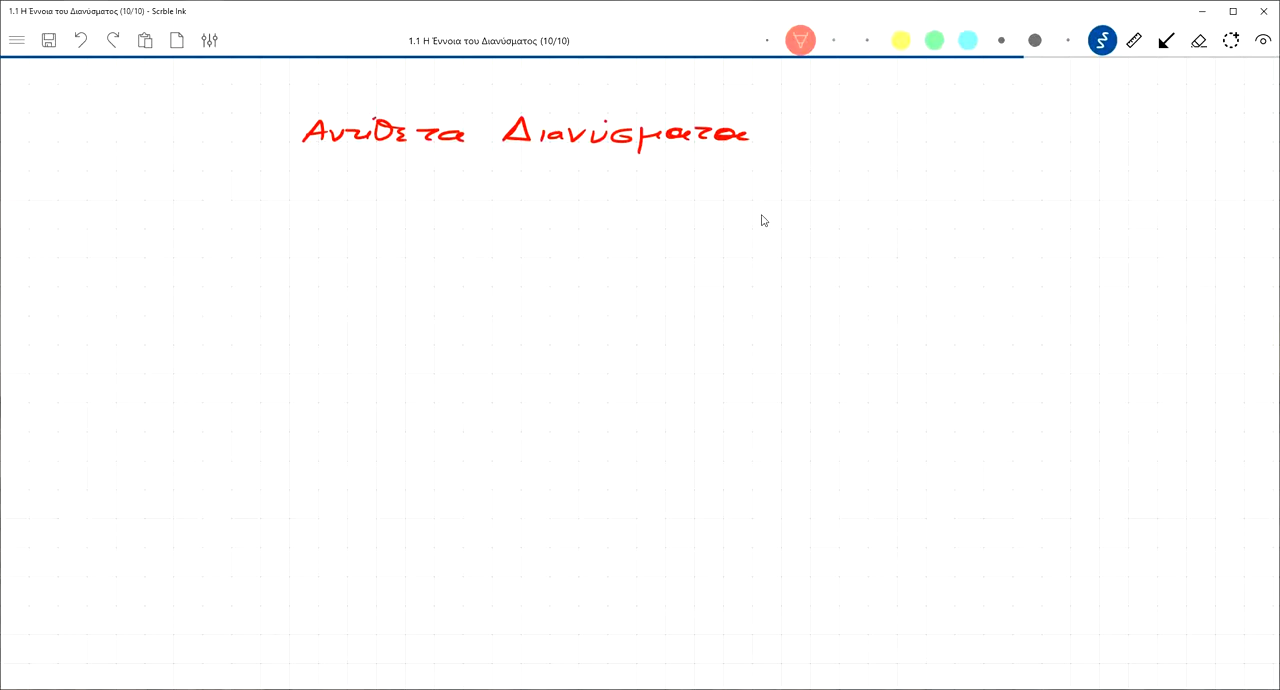 1.1 Η Έννοια του Διανύσματος (10/10) - Scrble Ink
1.1 Η Έννοια του Διανύσματος (10/10)
Αντίθετα Διανύσματα